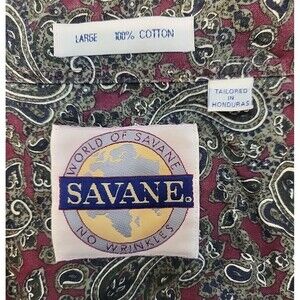 LARGE 100% COTTON
TAILORED
IN
HONDURAS
WORLD OF SAVANE
SAVANE®
NO WRINKLES